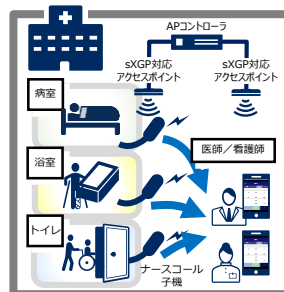 APコントローラ
sXGP対応
アクセスポイント
sXGP対応
アクセスポイント
病室
医師／看護師
浴室
トイレ
ナースコール
子機